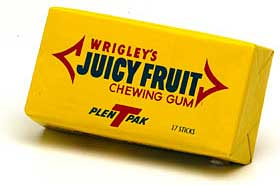 WRIGLEY'S
JUICY FRUIT
CHEWING GUM
PLEN T PAK
17 STICKS